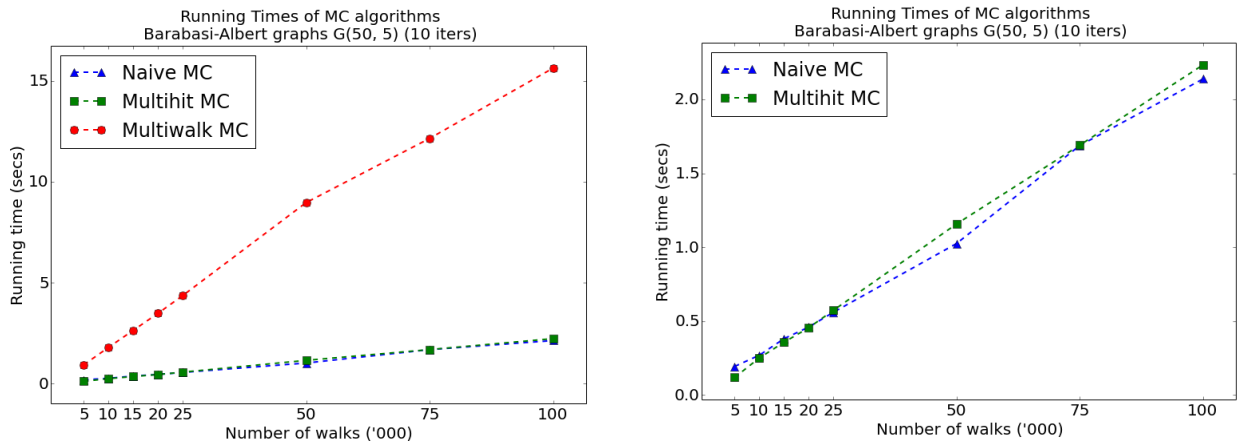 Running Times of MC algorithms
Barabasi-Albert graphs G(50, 5) (10 iters)
Naive MC
Multihit MC
Multiwalk MC
Running time (secs)
15
10
5
0
5 10 15 20 25 50 75 100
Number of walks ('000)
Running Times of MC algorithms
Barabasi-Albert graphs G(50, 5) (10 iters)
Naive MC
Multihit MC
Running time (secs)
2.0
1.5
1.0
0.5
0.0
5 10 15 20 25 50 75 100
Number of walks ('000)